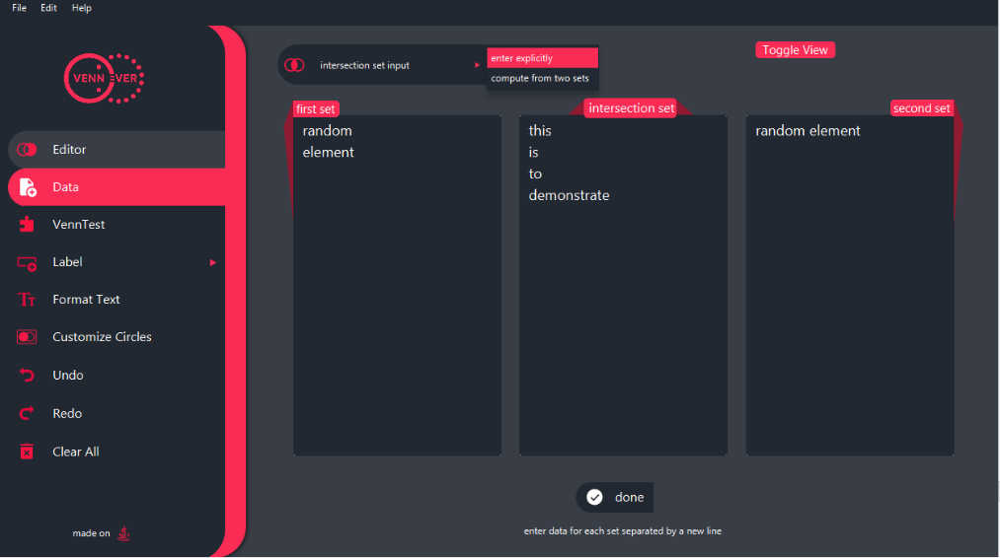 File Edit Help
VENN EVER
Editor
Data
VennTest
Label
Format Text
Customize Circles
Undo
Redo
Clear All
made on
intersection set input
enter explicitly
compute from two sets
Toggle View
first set
random
element
intersection set
this
is
to
demonstrate
second set
random element
done
enter data for each set separated by a new line